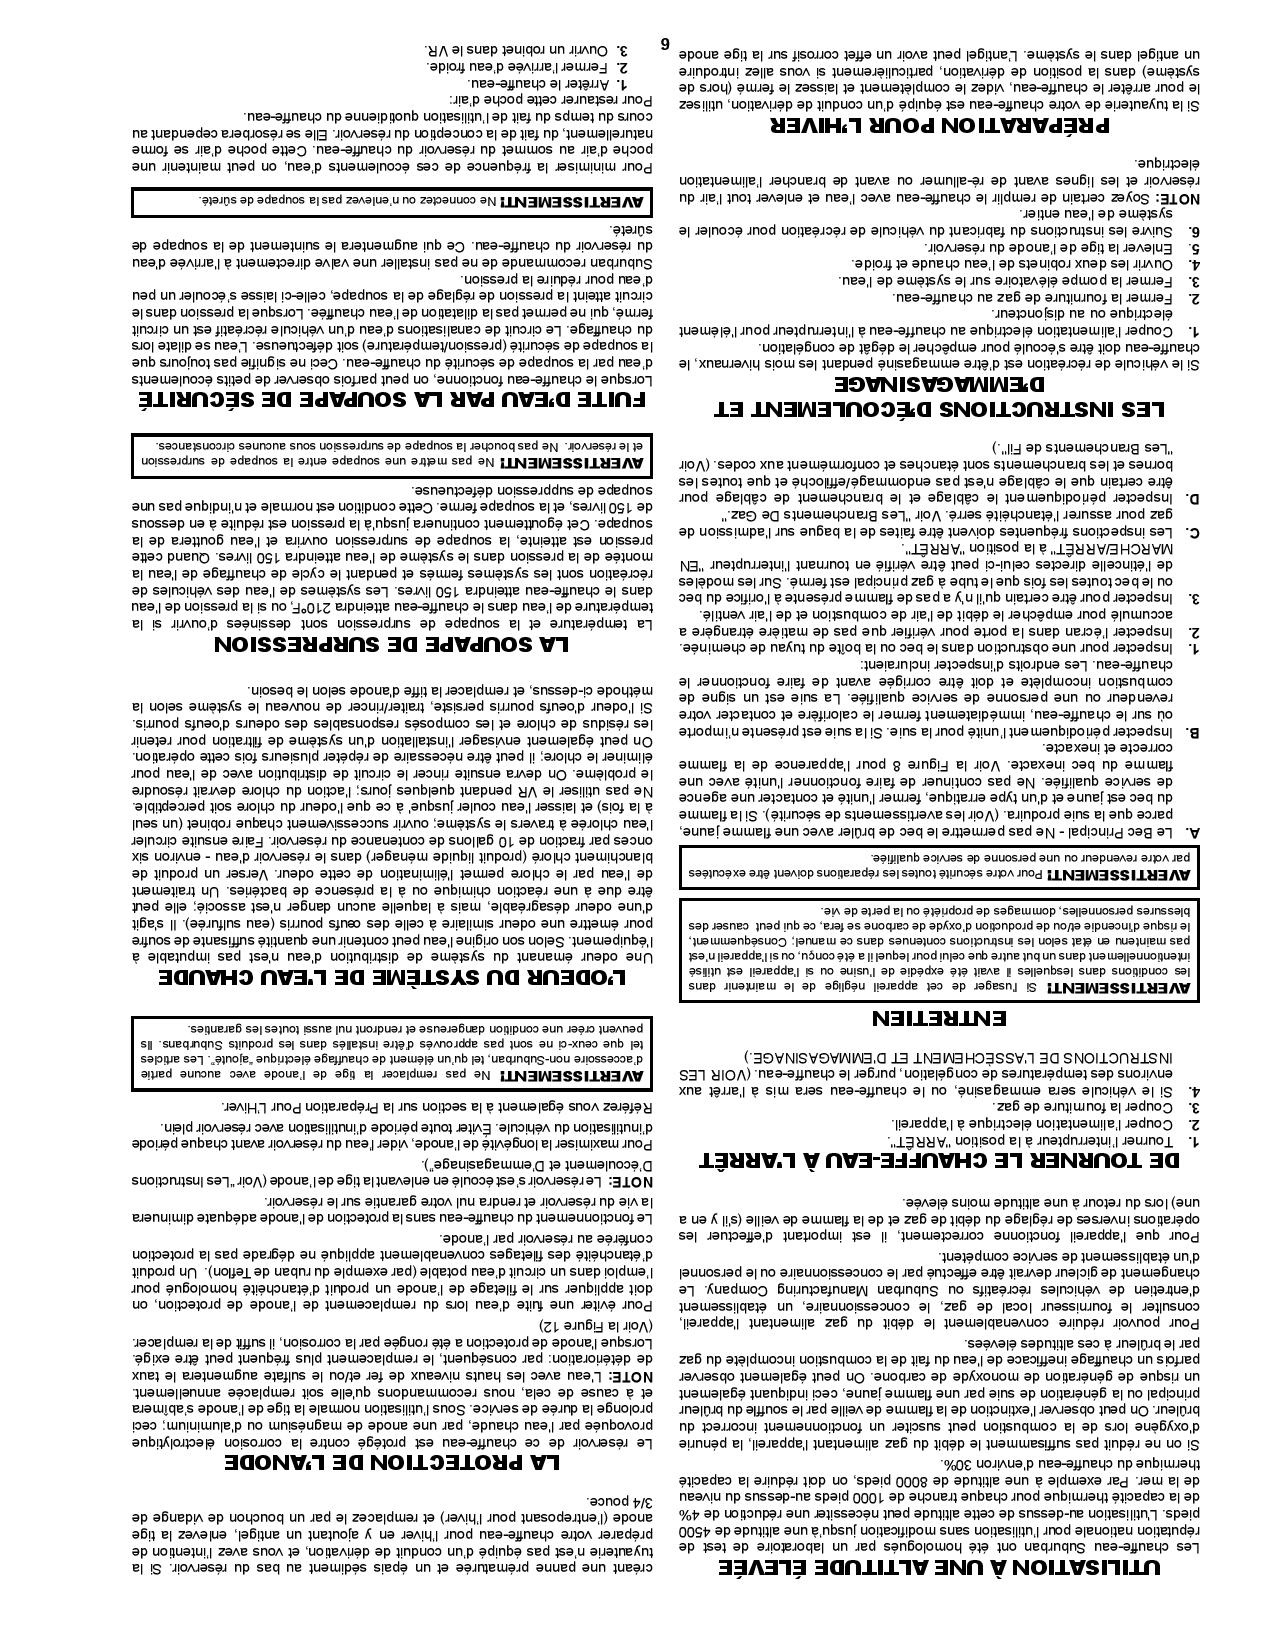 UTILISATION À UNE ALTITUDE ÉLEVÉE
Les chauffe-eau Suburban ont été homologués par un laboratoire de test de
réputation nationale pour l'utilisation sans modification jusqu'à une altitude de 4500
pieds. L'utilisation au-dessus de cette altitude peut nécessiter une réduction de 4%
de la capacité thermique pour chaque tranche de 1000 pieds au-dessus du niveau
de la mer. Par exemple à une altitude de 8000 pieds, on doit réduire la capacité
thermique du chauffe-eau d'environ 30%.
Si on ne réduit pas suffisamment le débit du gaz alimentant l'appareil, la pénurie
d'oxygène lors de la combustion peut susciter un fonctionnement incorrect du
brûleur. On peut observer l'extinction de la flamme de veille par le souffle du brûleur
principal ou la génération de suie par une flamme jaune, ceci indiquant également
un risque de génération de monoxyde de carbone. On peut également observer
parfois un chauffage inefficace de l'eau du fait de la combustion incomplète du gaz
par le brûleur à ces altitudes élevées.
Pour pouvoir réduire convenablement le débit du gaz alimentant l'appareil,
consulter le fournisseur local de gaz, le concessionnaire, un établissement
d'entretien de véhicules récréatifs ou Suburban Manufacturing Company. Le
changement de gicleur devrait être effectué par le concessionnaire ou le personnel
d'un établissement de service compétent.
Pour que l'appareil fonctionne correctement, il est important d'effectuer les
opérations inverses de réglage du débit de gaz et de la flamme de veille (s'il y en a
une) lors du retour à une altitude moins élevée.
DE TOURNER LE CHAUFFE-EAU À L'ARRÊT
1. Tourner l'interrupteur à la position "ARRÊT".
2. Couper l'alimentation électrique à l'appareil.
3. Couper la fourniture de gaz.
4. Si le véhicule sera emmagasiné, ou le chauffe-eau sera mis à l'arrêt aux
environs des températures de congélation, purger le chauffe-eau. (VOIR LES
INSTRUCTIONS DE L'ASSÈCHEMENT ET D'EMMAGASINAGE.)
ENTRETIEN
AVERTISSEMENT! Si l'usager de cet appareil néglige de le maintenir dans
les conditions dans lesquelles il avait été expédié de l'usine ou si l'appareil est utilisé
intentionnellement dans un but autre que celui pour lequel il a été conçu, ou si l'appareil n'est
pas maintenu en état selon les instructions contenues dans ce manuel; Conséquemment,
le risque d'incendie et/ou de production d'oxyde de carbone se fera, ce qui peut causer des
blessures personnelles, dommages de propriété ou la perte de vie.
AVERTISSEMENT! Pour votre sécurité toutes les réparations doivent être exécutées
par votre revendeur ou une personne de service qualifiée.
A. Le Bec Principal - Ne pas permettre le bec de brûler avec une flamme jaune,
parce que la suie produira. (Voir les avertissements de sécurité). Si la flamme
du bec est jaune et d'un type erratique, fermer l'unité et contacter une agence
de service qualifiée. Ne pas continuer de faire fonctionner l'unité avec une
flamme du bec inexacte. Voir la Figure 8 pour l'apparence de la flamme
correcte et inexacte.
B. Inspecter périodiquement l'unité pour la suie. Si la suie est présente n'importe
où sur le chauffe-eau, immédiatement fermer le calorifère et contacter votre
revendeur ou une personne de service qualifiée. La suie est un signe de
combustion incomplète et doit être corrigée avant de faire fonctionner le
chauffe-eau. Les endroits d'inspecter incluraient:
1. Inspecter pour une obstruction dans le bec ou la boîte du tuyau de cheminée.
2. Inspecter l'écran dans la porte pour vérifier que pas de matière étrangère a
accumulé pour empêcher le débit de l'air de combustion et de l'air ventilé.
3. Inspecter pour être certain qu'il n'y a pas de flamme présente à l'orifice du bec
ou le bec toutes les fois que le tube à gaz principal est fermé. Sur les modèles
de l'étincelle directes celui-ci peut être vérifié en tournant l'interrupteur "EN
MARCHE/ARRÊT" à la position "ARRÊT".
C. Les inspections fréquentes doivent être faites de la bague sur l'admission de
gaz pour assurer l'étanchéité serré. Voir "Les Branchements De Gaz."
D. Inspecter périodiquement le câblage et le branchement de câblage pour
être certain que le câblage n'est pas endommagé/effiloché et que toutes les
bornes et les branchements sont étanches et conformément aux codes. (Voir
"Les Branchements de Fil".)
LES INSTRUCTIONS D'ÉCOULEMENT ET
D'EMMAGASINAGE
Si le véhicule de récréation est d'être emmagasiné pendant les mois hivernaux, le
chauffe-eau doit être s'écoulé pour empêcher le dégât de congélation.
1. Couper l'alimentation électrique au chauffe-eau à l'interrupteur pour l'élément
électrique ou au disjoncteur.
2. Fermer la fourniture de gaz au chauffe-eau.
3. Fermer la pompe élévatoire sur le système de l'eau.
4. Ouvrir les deux robinets de l'eau chaude et froide.
5. Enlever la tige de l'anode du réservoir.
6. Suivre les instructions du fabricant du véhicule de récréation pour écouler le
système de l'eau entier.
NOTE: Soyez certain de remplir le chauffe-eau avec l'eau et enlever tout l'air du
réservoir et les lignes avant de ré-allumer ou avant de brancher l'alimentation
électrique.
PRÉPARATION POUR L'HIVER
Si la tuyauterie de votre chauffe-eau est équipé d'un conduit de dérivation, utilisez
le pour arrêter le chauffe-eau, videz le complètement et laissez le fermé (hors de
système) dans la position de dérivation, particulièrement si vous allez introduire
un antigel dans le système. L'antigel peut avoir un effet corrosif sur la tige anode
créant une panne prématurée et un épais sédiment au bas du réservoir. Si la
tuyauterie n'est pas équipé d'un conduit de dérivation, et vous avez l'intention de
préparer votre chauffe-eau pour l'hiver en y ajoutant un antigel, enlevez la tige
anode (l'entreposant pour l'hiver) et remplacez le par un bouchon de vidange de
3/4 pouce.
LA PROTECTION DE L'ANODE
Le réservoir de ce chauffe-eau est protégé contre la corrosion électrolytique
provoquée par l'eau chaude, par une anode de magnésium ou d'aluminium; ceci
prolonge la durée de service. Sous l'utilisation normale la tige de l'anode s'abîmera
et à cause de cela, nous recommandons qu'elle soit remplacée annuellement.
NOTE: L'eau avec les hauts niveaux de fer et/ou le sulfate augmentera le taux
de détérioration: par conséquent, le remplacement plus fréquent peut être exigé.
Lorsque l'anode de protection a été rongée par la corrosion, il suffit de la remplacer.
(Voir la Figure 12)
Pour éviter une fuite d'eau lors du remplacement de l'anode de protection, on
doit appliquer sur le filetage de l'anode un produit d'étanchéité homologué pour
l'emploi dans un circuit d'eau potable (par exemple du ruban de Teflon). Un produit
d'étanchéité des filetages convenablement appliqué ne dégrade pas la protection
conférée au réservoir par l'anode.
Le fonctionnement du chauffe-eau sans la protection de l'anode adéquate diminuera
la vie du réservoir et rendra nul votre garantie sur le réservoir.
NOTE: Le réservoir s'est écoulé en enlevant la tige de l'anode (Voir "Les Instructions
D'Écoulement et D'emmagasinage").
Pour maximiser la longévité de l'anode, vider l'eau du réservoir avant chaque période
d'inutilisation du véhicule. Éviter toute période d'inutilisation avec réservoir plein.
Référez vous également à la section sur la Préparation Pour L'Hiver.
AVERTISSEMENT! Ne pas remplacer la tige de l'anode avec aucune partie
d'accessoire non-Suburban, tel qu'un élément de chauffage électrique "ajouté". Les articles
tel que ceux-ci ne sont pas approuvés d'être installés dans les produits Suburbans. Ils
peuvent créer une condition dangereuse et rendront nul aussi toutes les garanties.
L'ODEUR DU SYSTÈME DE L'EAU CHAUDE
Une odeur émanant du système de distribution d'eau n'est pas imputable à
l'équipement. Selon son origine l'eau peut contenir une quantité suffisante de soufre
pour émettre une odeur similaire à celle des œufs pourris (eau sulfurée). Il s'agit
d'une odeur désagréable, mais à laquelle aucun danger n'est associé; elle peut
être due à une réaction chimique ou à la présence de bactéries. Un traitement
de l'eau par le chlore permet l'élimination de cette odeur. Verser un produit de
blanchiment chloré (produit liquide ménager) dans le réservoir d'eau - environ six
onces par fraction de 10 gallons de contenance du réservoir. Faire ensuite circuler
l'eau chlorée à travers le système; ouvrir successivement chaque robinet (un seul
à la fois) et laisser l'eau couler jusqu' à ce que l'odeur du chlore soit perceptible.
Ne pas utiliser le VR pendant quelques jours; l'action du chlore devrait résoudre
le problème. On devra ensuite rincer le circuit de distribution avec de l'eau pour
éliminer le chlore; il peut être nécessaire de répéter plusieurs fois cette opération.
On peut également envisager l'installation d'un système de filtration pour retenir
les résidus de chlore et les composés responsables des odeurs d'oeufs pourris.
Si l'odeur d'oeufs pourris persiste, traiter/rincer de nouveau le système selon la
méthode ci-dessus, et remplacer la tiffe d'anode selon le besoin.
LA SOUPAPE DE SURPRESSION
La température et la soupape de surpression sont dessinées d'ouvrir si la
température de l'eau dans le chauffe-eau atteindra 210°F, ou si la pression de l'eau
dans le chauffe-eau atteindra 150 livres. Les systèmes de l'eau des véhicules de
récréation sont les systèmes fermés et pendant le cycle de chauffage de l'eau la
montée de la pression dans le système de l'eau atteindra 150 livres. Quand cette
pression est atteinte, la soupape de surpression ouvrira et l'eau gouttera de la
soupape. Cet égouttement continuera jusqu'à la pression est réduite à en dessous
de 150 livres, et la soupape ferme. Cette condition est normale et n'indique pas une
soupape de suppression défectueuse.
AVERTISSEMENT! Ne pas mettre une soupape entre la soupape de surpression
et le réservoir. Ne pas boucher la soupape de surpression sous aucunes circonstances.
FUITE D'EAU PAR LA SOUPAPE DE SÉCURITÉ
Lorsque le chauffe-eau fonctionne, on peut parfois observer de petits écoulements
d'eau par la soupape de sécurité du chauffe-eau. Ceci ne signifie pas toujours que
la soupape de sécurité (pression/température) soit défectueuse. L'eau se dilate lors
du chauffage. Le circuit de canalisations d'eau d'un véhicule récréatif est un circuit
fermé, qui ne permet pas la dilatation de l'eau chauffée. Lorsque la pression dans le
circuit atteint la pression de réglage de la soupape, celle-ci laisse s'écouler un peu
d'eau pour réduire la pression.
Suburban recommande de ne pas installer une valve directement à l'arrivée d'eau
du réservoir du chauffe-eau. Ce qui augmentera le suintement de la soupape de
sûreté.
AVERTISSEMENT! Ne connectez ou n'enlevez pas la soupape de sûreté.
Pour minimiser la fréquence de ces écoulements d'eau, on peut maintenir une
poche d'air au sommet du réservoir du chauffe-eau. Cette poche d'air se forme
naturellement, du fait de la conception du réservoir. Elle se résorbera cependant au
cours du temps du fait de l'utilisation quotidienne du chauffe-eau.
Pour restaurer cette poche d'air:
1. Arrêter le chauffe-eau.
2. Fermer l'arrivée d'eau froide.
3. Ouvrir un robinet dans le VR.
9